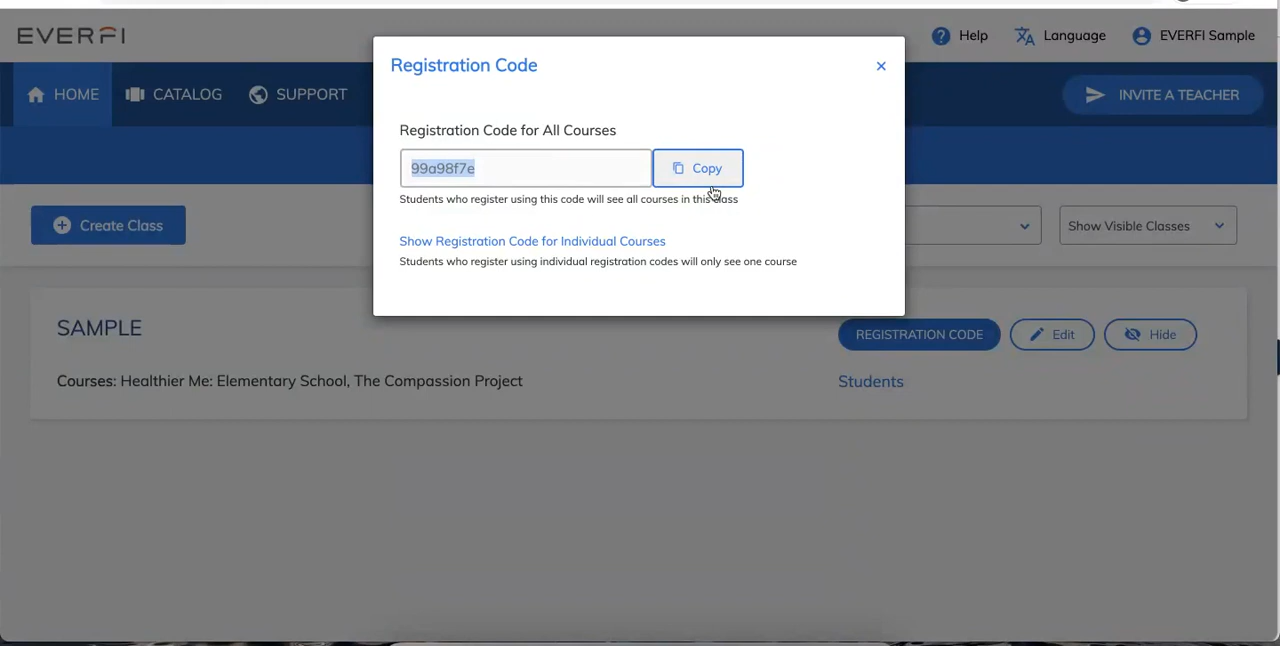 EVERFI
Help
Language
EVERFI Sample
HOME
CATALOG
SUPPORT
INVITE A TEACHER
Registration Code
×
Registration Code for All Courses
99a98f7e
Copy
Students who register using this code will see all courses in this class
Show Registration Code for Individual Courses
Students who register using individual registration codes will only see one course
Create Class
Show Visible Classes
SAMPLE
REGISTRATION CODE
Edit
Hide
Courses: Healthier Me: Elementary School, The Compassion Project
Students